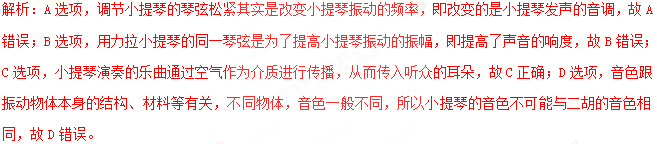 解析：A 选项，调节小提琴的琴弦松紧其实是改变小提琴振动的频率，即改变的是小提琴发声的音调，故 A
错误；B 选项，用力拉小提琴的同一琴弦是为了提高小提琴振动的振幅，即提高了声音的响度，故 B 错误；
C 选项，小提琴演奏的乐曲通过空气作为介质进行传播，从而传入听众的耳朵，故 C 正确；D 选项，音色跟
振动物体本身的结构、材料等有关，不同物体，音色一般不同，所以小提琴的音色不可能与二胡的音色相
同，故 D 错误。